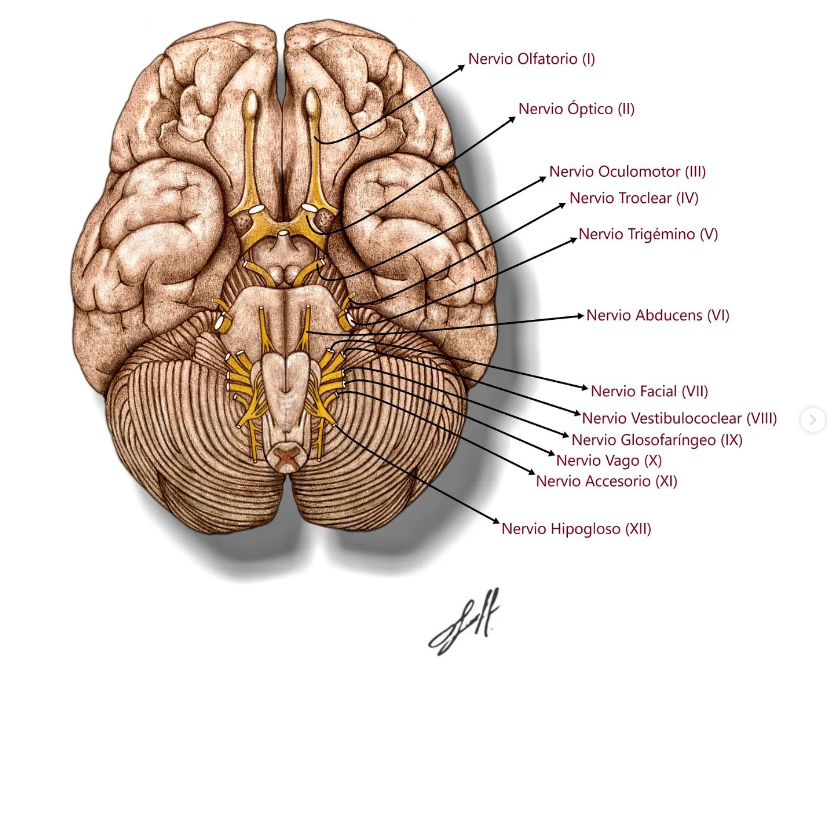 Nervio Olfatorio (I)
Nervio Óptico (II)
Nervio Oculomotor (III)
Nervio Troclear (IV)
Nervio Trigémino (V)
Nervio Abducens (VI)
Nervio Facial (VII)
Nervio Vestibulococlear (VIII)
Nervio Glosofaríngeo (IX)
Nervio Vago (X)
Nervio Accesorio (XI)
Nervio Hipogloso (XII)